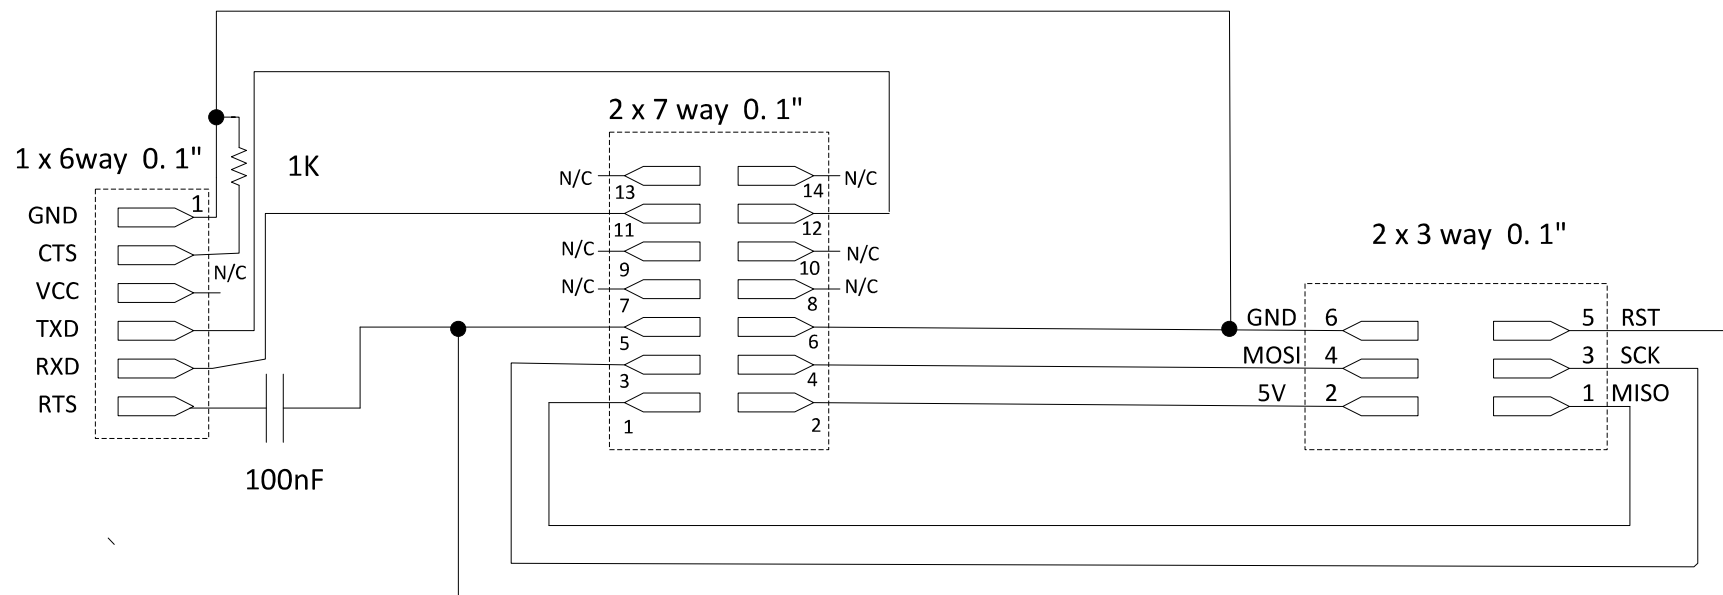 2 x 7 way 0. 1"
1 x 6way 0. 1"
1K
N/C
N/C
13
14
GND
1
11
12
2 x 3 way 0. 1"
CTS
N/C
N/C
N/C
9
10
VCC
N/C
N/C
7
8
TXD
5
6
GND
6
5
RST
RXD
3
4
MOSI
4
3
SCK
RTS
1
2
5V
2
1
MISO
100nF